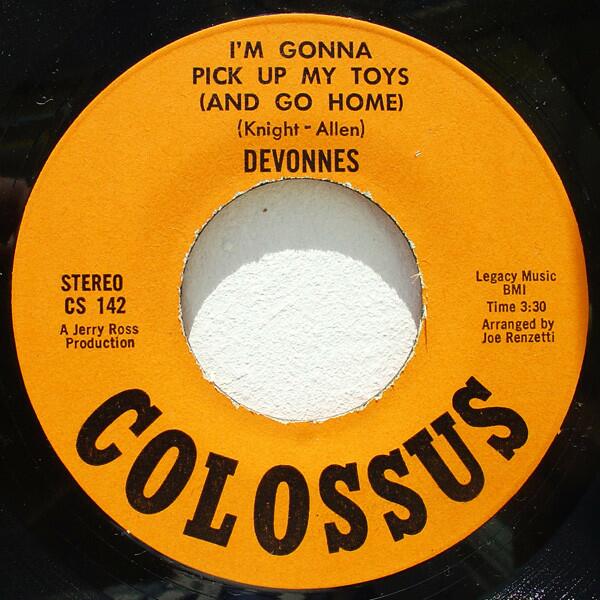 I'M GONNA
PICK UP MY TOYS
(AND GO HOME)
(Knight-Allen)
DEVONNES
STEREO
CS 142
A Jerry Ross
Production
Legacy Music
BMI
Time 3:30
Arranged by
Joe Renzetti
COLOSSUS